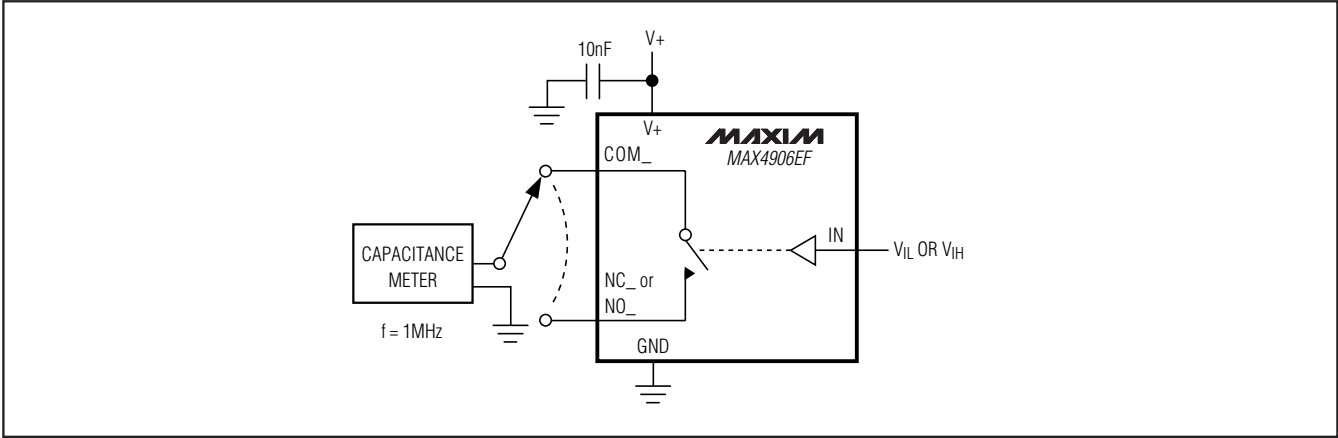 10nF
V+
V+
MAXIM
MAX4906EF
COM_
CAPACITANCE
METER
f = 1MHz
NC_ or
NO_
IN
VIL OR VIH
GND